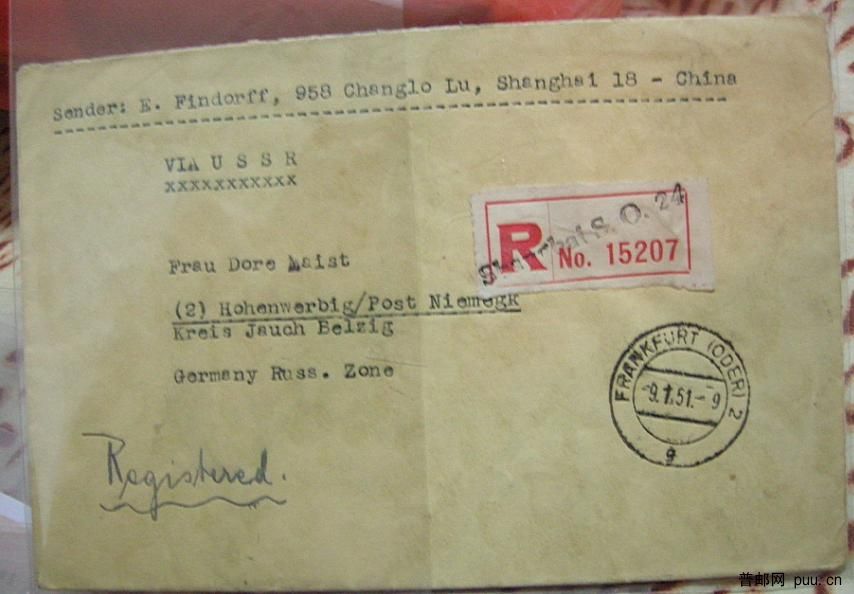 Sender: E. Findorff, 958 Changlo Lu, Shanghai 18 - China
VIA U S S R
xxxxxxxxxxx
R
Shanghai S. O. 24
No. 15207
Frau Dore Maist
(2) Hohenwerbig/Post Niemegk
Kreis Jauch Belzig
Germany Russ. Zone
FRANKFURT (ODER) 2
-9.1.51.-9
g
Registered.
普邮网 puu.cn